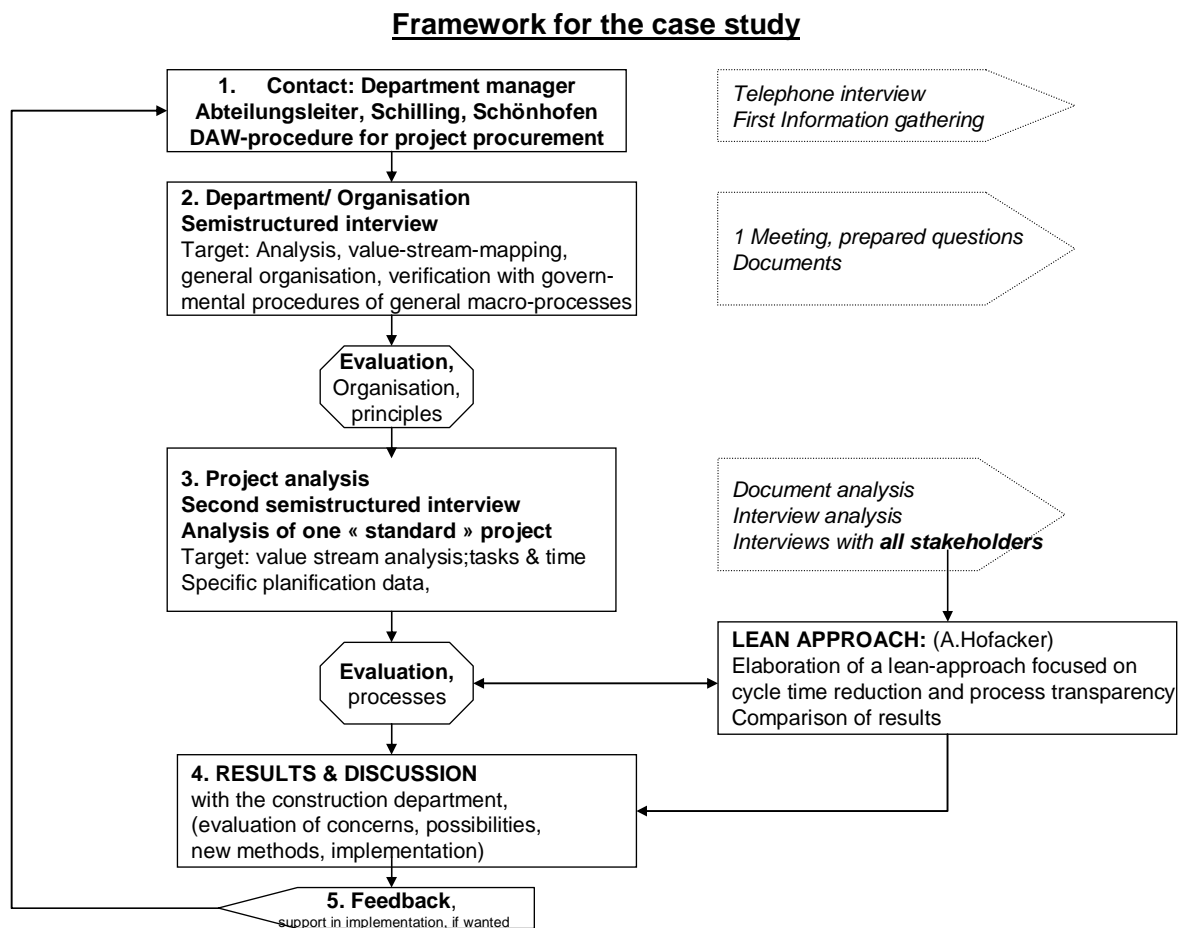 Framework for the case study
1. Contact: Department manager
Abteilungsleiter, Schilling, Schönhofen
DAW-procedure for project procurement
Telephone interview
First Information gathering
2. Department/ Organisation
Semistructured interview
Target: Analysis, value-stream-mapping,
general organisation, verification with govern-
mental procedures of general macro-processes
1 Meeting, prepared questions
Documents
Evaluation,
Organisation,
principles
3. Project analysis
Second semistructured interview
Analysis of one « standard » project
Target: value stream analysis;tasks & time
Specific planification data,
Document analysis
Interview analysis
Interviews with all stakeholders
Evaluation,
processes
LEAN APPROACH: (A.Hofacker)
Elaboration of a lean-approach focused on
cycle time reduction and process transparency
Comparison of results
4. RESULTS & DISCUSSION
with the construction department,
(evaluation of concerns, possibilities,
new methods, implementation)
5. Feedback,
support in implementation, if wanted